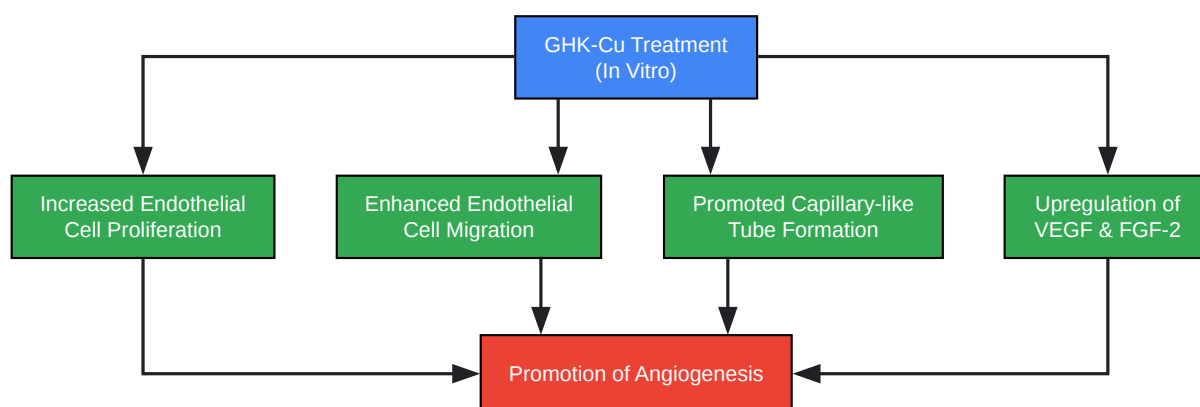 GHK-Cu Treatment
(In Vitro)
Increased Endothelial
Cell Proliferation
Enhanced Endothelial
Cell Migration
Promoted Capillary-like
Tube Formation
Upregulation of
VEGF & FGF-2
Promotion of Angiogenesis